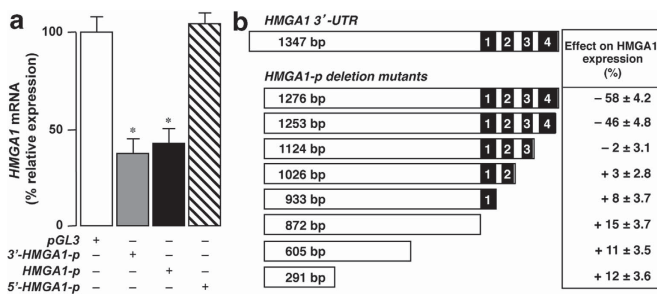 a
HMGA1 mRNA
(% relative expression)
100
50
0
*
*
pGL3 + – – –
3'-HMGA1-p – + – –
HMGA1-p – – + –
5'-HMGA1-p – – – +
b
HMGA1 3'-UTR
1347 bp 1 2 3 4
HMGA1-p deletion mutants
1276 bp 1 2 3 4
1253 bp 1 2 3 4
1124 bp 1 2 3
1026 bp 1 2
933 bp 1
872 bp
605 bp
291 bp
Effect on HMGA1
expression
(%)
– 58 ± 4.2
– 46 ± 4.8
– 2 ± 3.1
+ 3 ± 2.8
+ 8 ± 3.7
+ 15 ± 3.7
+ 11 ± 3.5
+ 12 ± 3.6